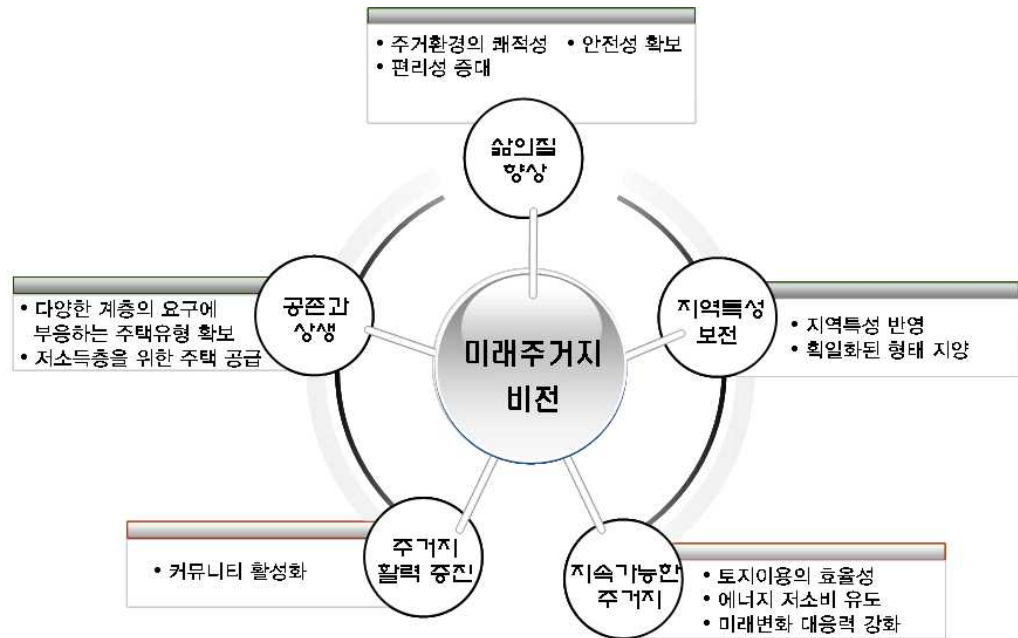 • 주거환경의 쾌적성 • 안전성 확보
• 편리성 증대
삶의질
향상
공존과
상생
• 다양한 계층의 요구에
부응하는 주택유형 확보
• 저소득층을 위한 주택 공급
미래주거지
비전
지역특성
보전
• 지역특성 반영
• 획일화된 형태 지양
주거지
활력 증진
• 커뮤니티 활성화
지속가능한
주거지
• 토지이용의 효율성
• 에너지 저소비 유도
• 미래변화 대응력 강화